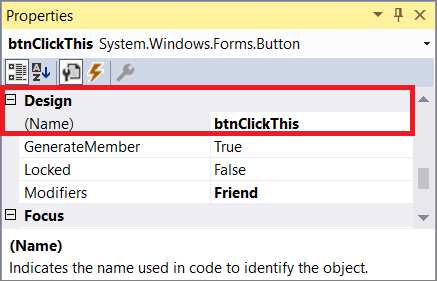 Properties
btnClickThis System.Windows.Forms.Button
Design
(Name) btnClickThis
GenerateMember True
Locked False
Modifiers Friend
Focus
(Name)
Indicates the name used in code to identify the object.